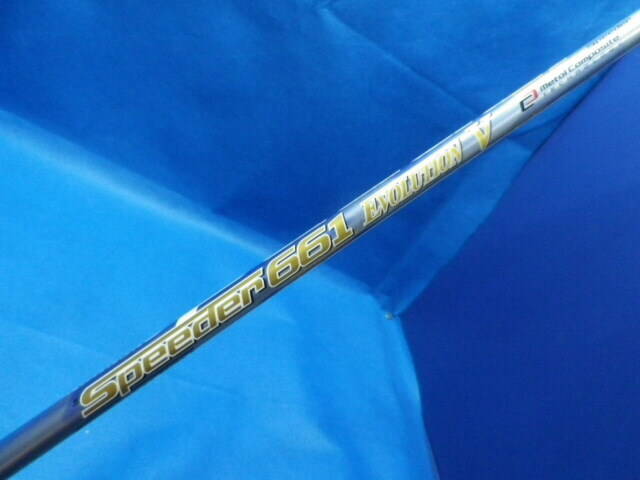 Speeder 661 EVOLUTION V
Metal Composite